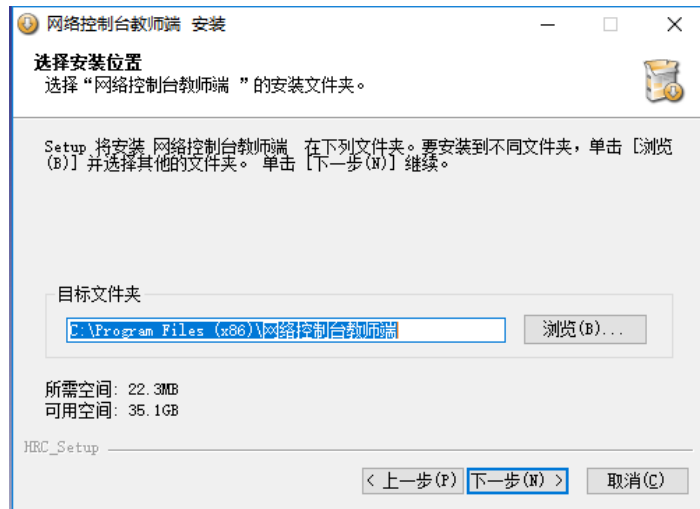 网络控制台教师端 安装
选择安装位置
选择“网络控制台教师端 ”的安装文件夹。
Setup 将安装 网络控制台教师端  在下列文件夹。要安装到不同文件夹，单击 [浏览
(B)] 并选择其他的文件夹。 单击 [下一步(N)] 继续。
目标文件夹
C:\Program Files (x86)\网络控制台教师端
浏览(B)...
所需空间: 22.3MB
可用空间: 35.1GB
HRC_Setup
< 上一步(P) 下一步(N) > 取消(C)